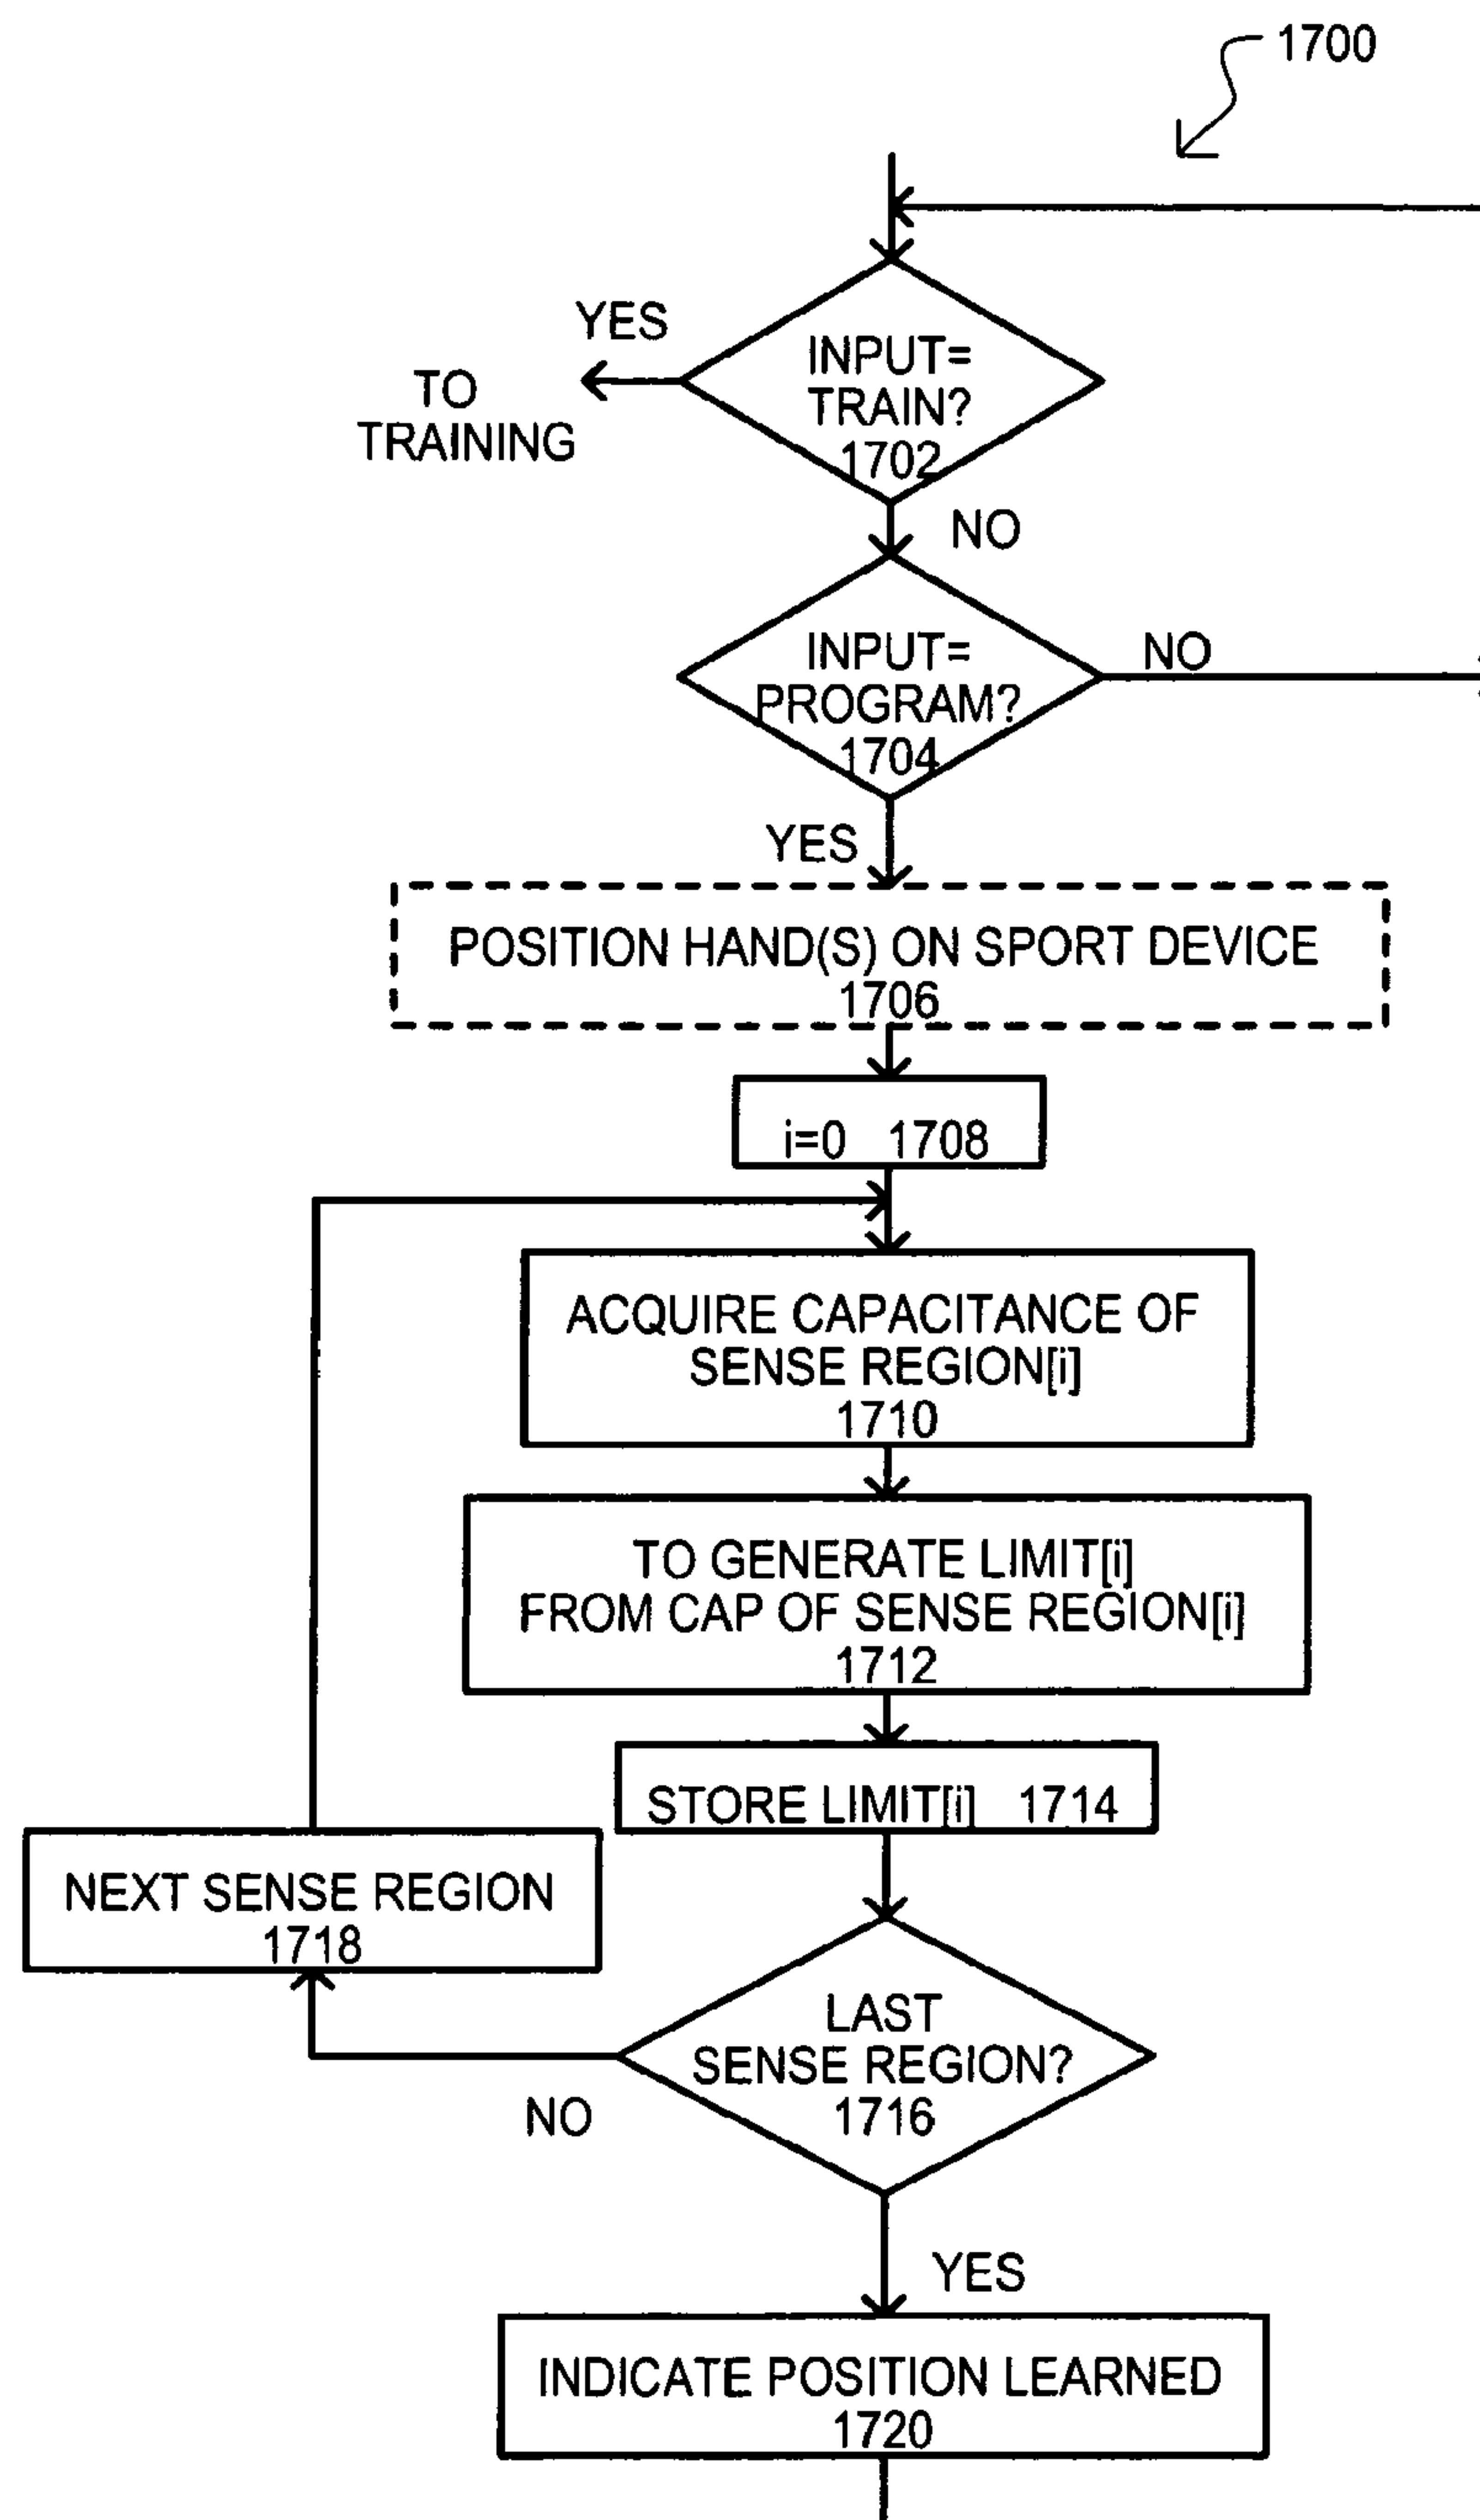 1700
YES
INPUT=
TRAIN?
1702
TO
TRAINING
NO
INPUT=
PROGRAM?
1704
NO
YES
POSITION HAND(S) ON SPORT DEVICE
1706
i=0 1708
ACQUIRE CAPACITANCE OF
SENSE REGION[i]
1710
TO GENERATE LIMIT[i]
FROM CAP OF SENSE REGION[i]
1712
STORE LIMIT[i] 1714
NEXT SENSE REGION
1718
LAST
SENSE REGION?
1716
NO
YES
INDICATE POSITION LEARNED
1720